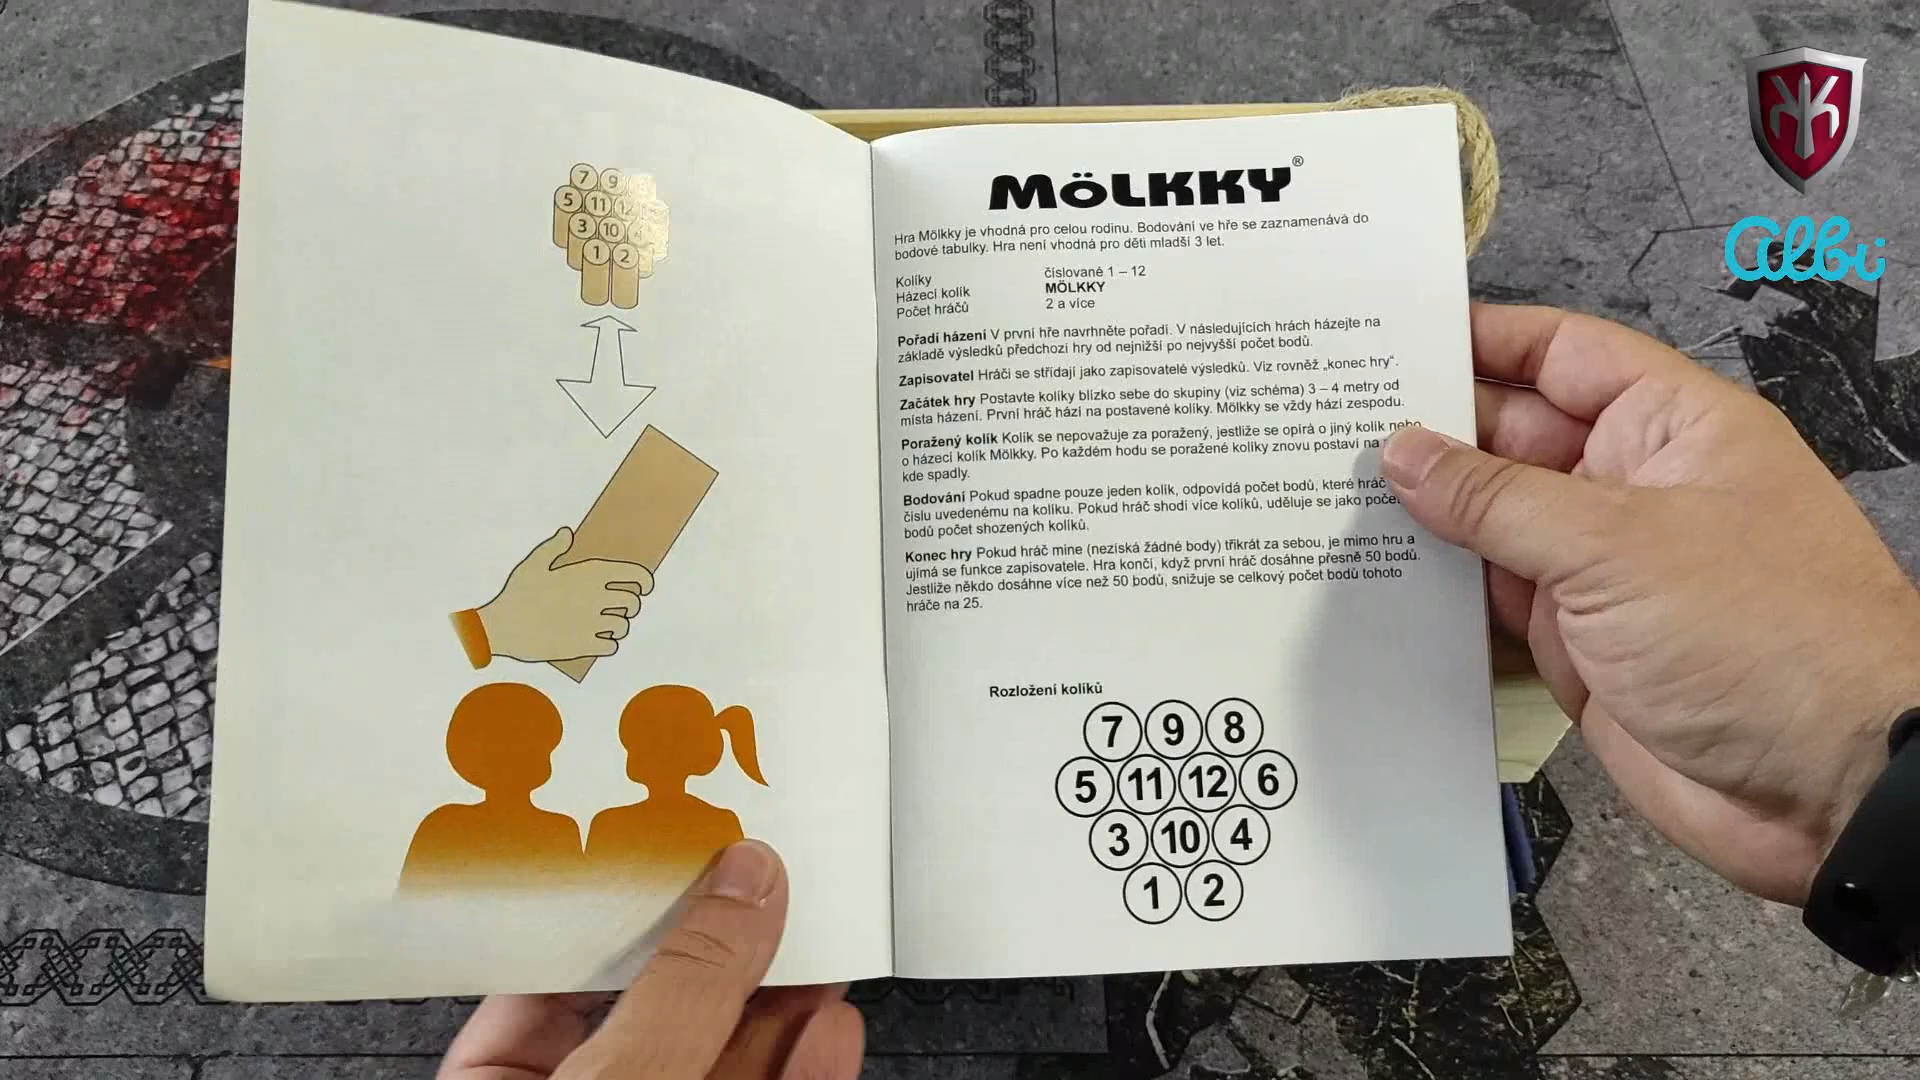 7 9
5 11 12
3 10 4
1 2
MÖLKKY®
Hra Mölkky je vhodná pro celou rodinu. Bodování ve hře se zaznamenává do
bodové tabulky. Hra není vhodná pro děti mladší 3 let.
Kolíky číslované 1 – 12
Házecí kolík MÖLKKY
Počet hráčů 2 a více
Pořadí házení V první hře navrhněte pořadí. V následujících hrách házejte na
základě výsledků předchozí hry od nejnižší po nejvyšší počet bodů.
Zapisovatel Hráči se střídají jako zapisovatelé výsledků. Viz rovněž „konec hry“.
Začátek hry Postavte kolíky blízko sebe do skupiny (viz schéma) 3 – 4 metry od
místa házení. První hráč hází na postavené kolíky. Mölkky se vždy hází zespodu.
Poražený kolík Kolík se nepovažuje za poražený, jestliže se opírá o jiný kolík nebo
o házecí kolík Mölkky. Po každém hodu se poražené kolíky znovu postaví na
kde spadly.
Bodování Pokud spadne pouze jeden kolík, odpovídá počet bodů, které hráč
číslu uvedenému na kolíku. Pokud hráč shodí více kolíků, uděluje se jako počet
bodů počet shozených kolíků.
Konec hry Pokud hráč mine (nezíská žádné body) třikrát za sebou, je mimo hru a
ujímá se funkce zapisovatele. Hra končí, když první hráč dosáhne přesně 50 bodů.
Jestliže někdo dosáhne více než 50 bodů, snižuje se celkový počet bodů tohoto
hráče na 25.
Rozložení kolíků
7 9 8
5 11 12 6
3 10 4
1 2
albi